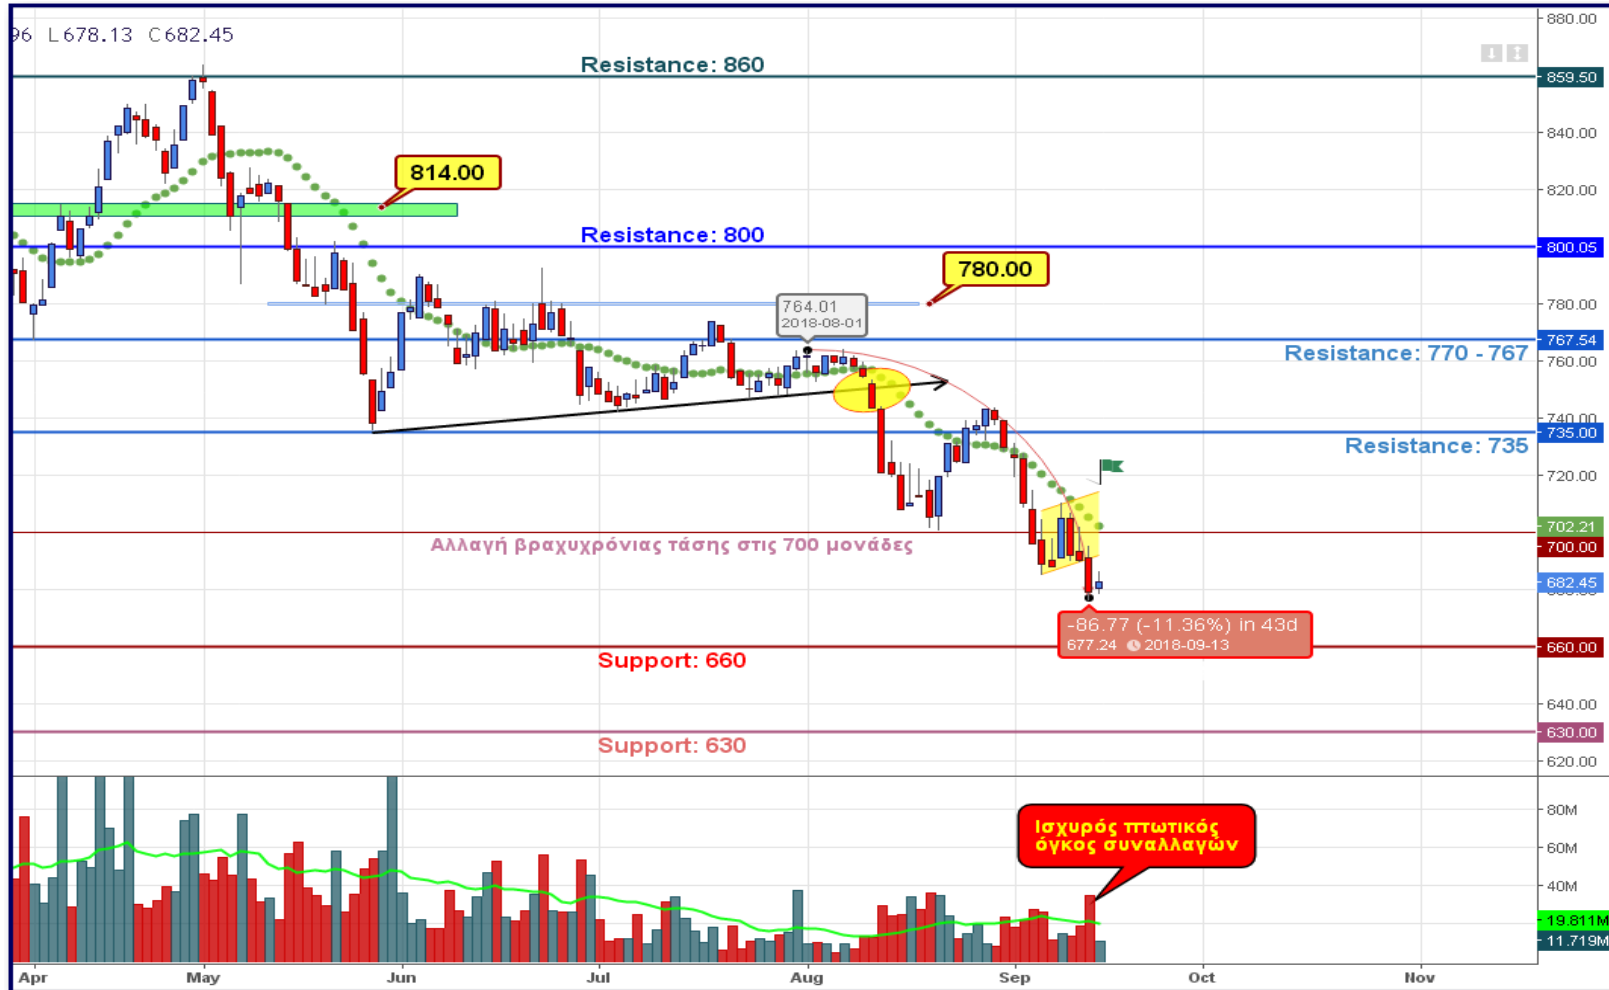 96 L678.13 C682.45
880.00
Resistance: 860
859.50
840.00
814.00
820.00
Resistance: 800
800.05
780.00
780.00
764.01
2018-08-01
767.54
Resistance: 770 - 767
760.00
740.00
735.00
Resistance: 735
720.00
702.21
Αλλαγή βραχυχρόνιας τάσης στις 700 μονάδες
700.00
682.45
-86.77 (-11.36%) in 43d
677.24 2018-09-13
660.00
Support: 660
640.00
630.00
Support: 630
620.00
80M
Ισχυρός πτωτικός
όγκος συναλλαγών
60M
40M
19.811M
11.719M
Apr May Jun Jul Aug Sep Oct Nov